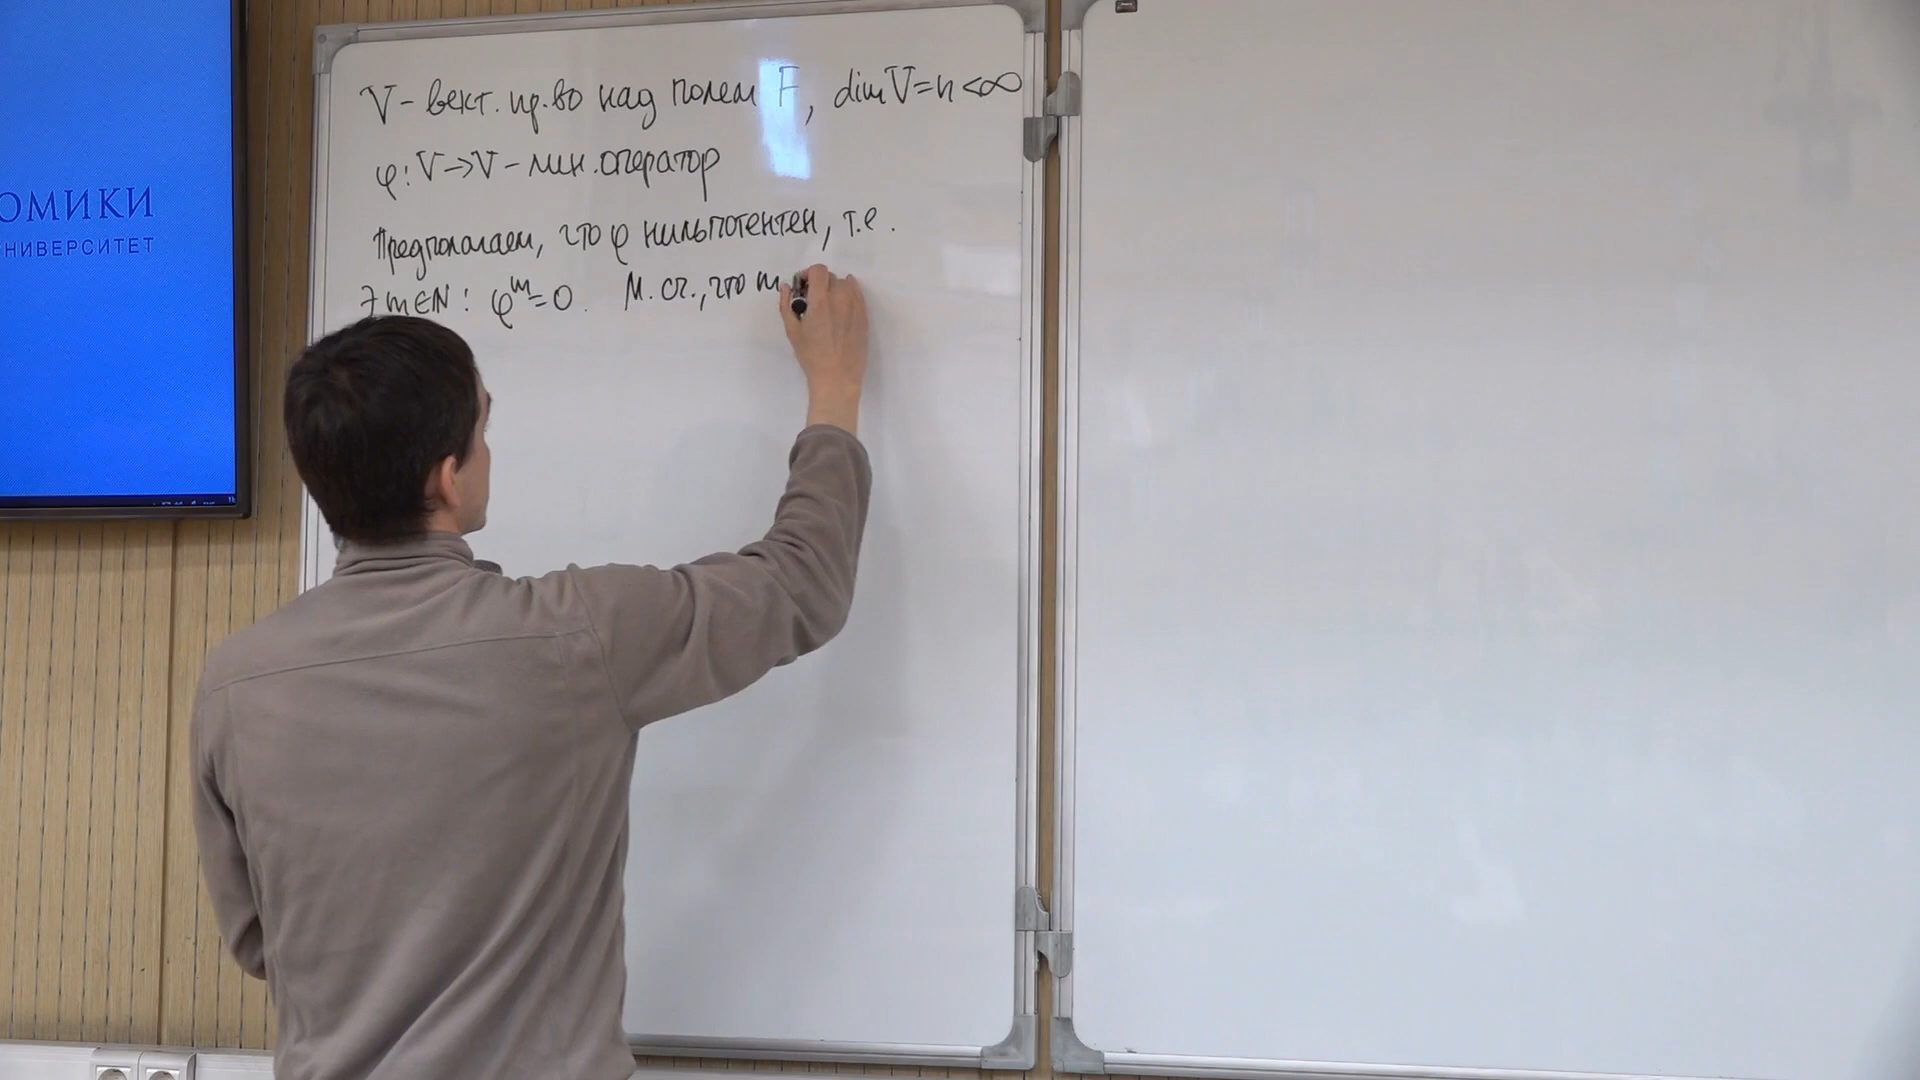 ОМИКИ
НИВЕРСИТЕТ
V – вект. пр-во над полем F, dim V = n < ∞
φ: V → V – лин. оператор
Предполагаем, что φ нильпотентен, т.е.
∃ m ∈ N : φ^m = 0. М. сч., что m